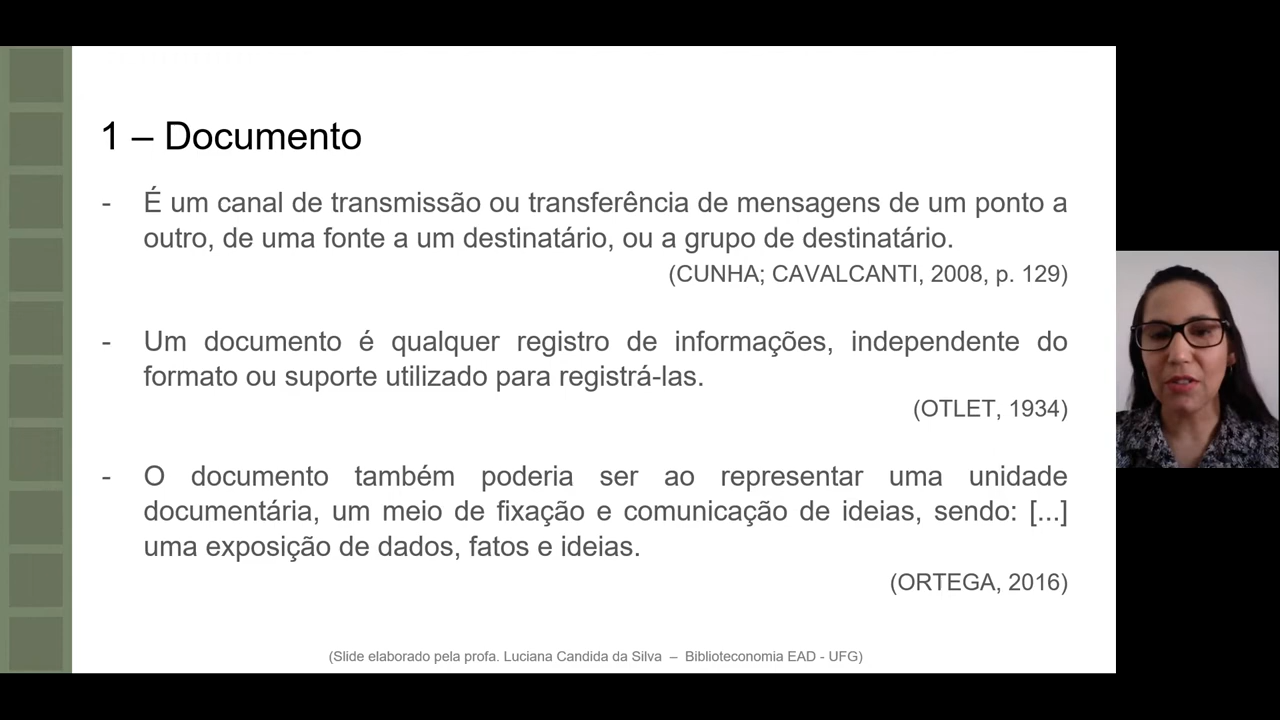 1 – Documento
- É um canal de transmissão ou transferência de mensagens de um ponto a
outro, de uma fonte a um destinatário, ou a grupo de destinatário.
(CUNHA; CAVALCANTI, 2008, p. 129)
- Um documento é qualquer registro de informações, independente do
formato ou suporte utilizado para registrá-las.
(OTLET, 1934)
- O documento também poderia ser ao representar uma unidade
documentária, um meio de fixação e comunicação de ideias, sendo: [...]
uma exposição de dados, fatos e ideias.
(ORTEGA, 2016)
(Slide elaborado pela profa. Luciana Candida da Silva – Biblioteconomia EAD - UFG)